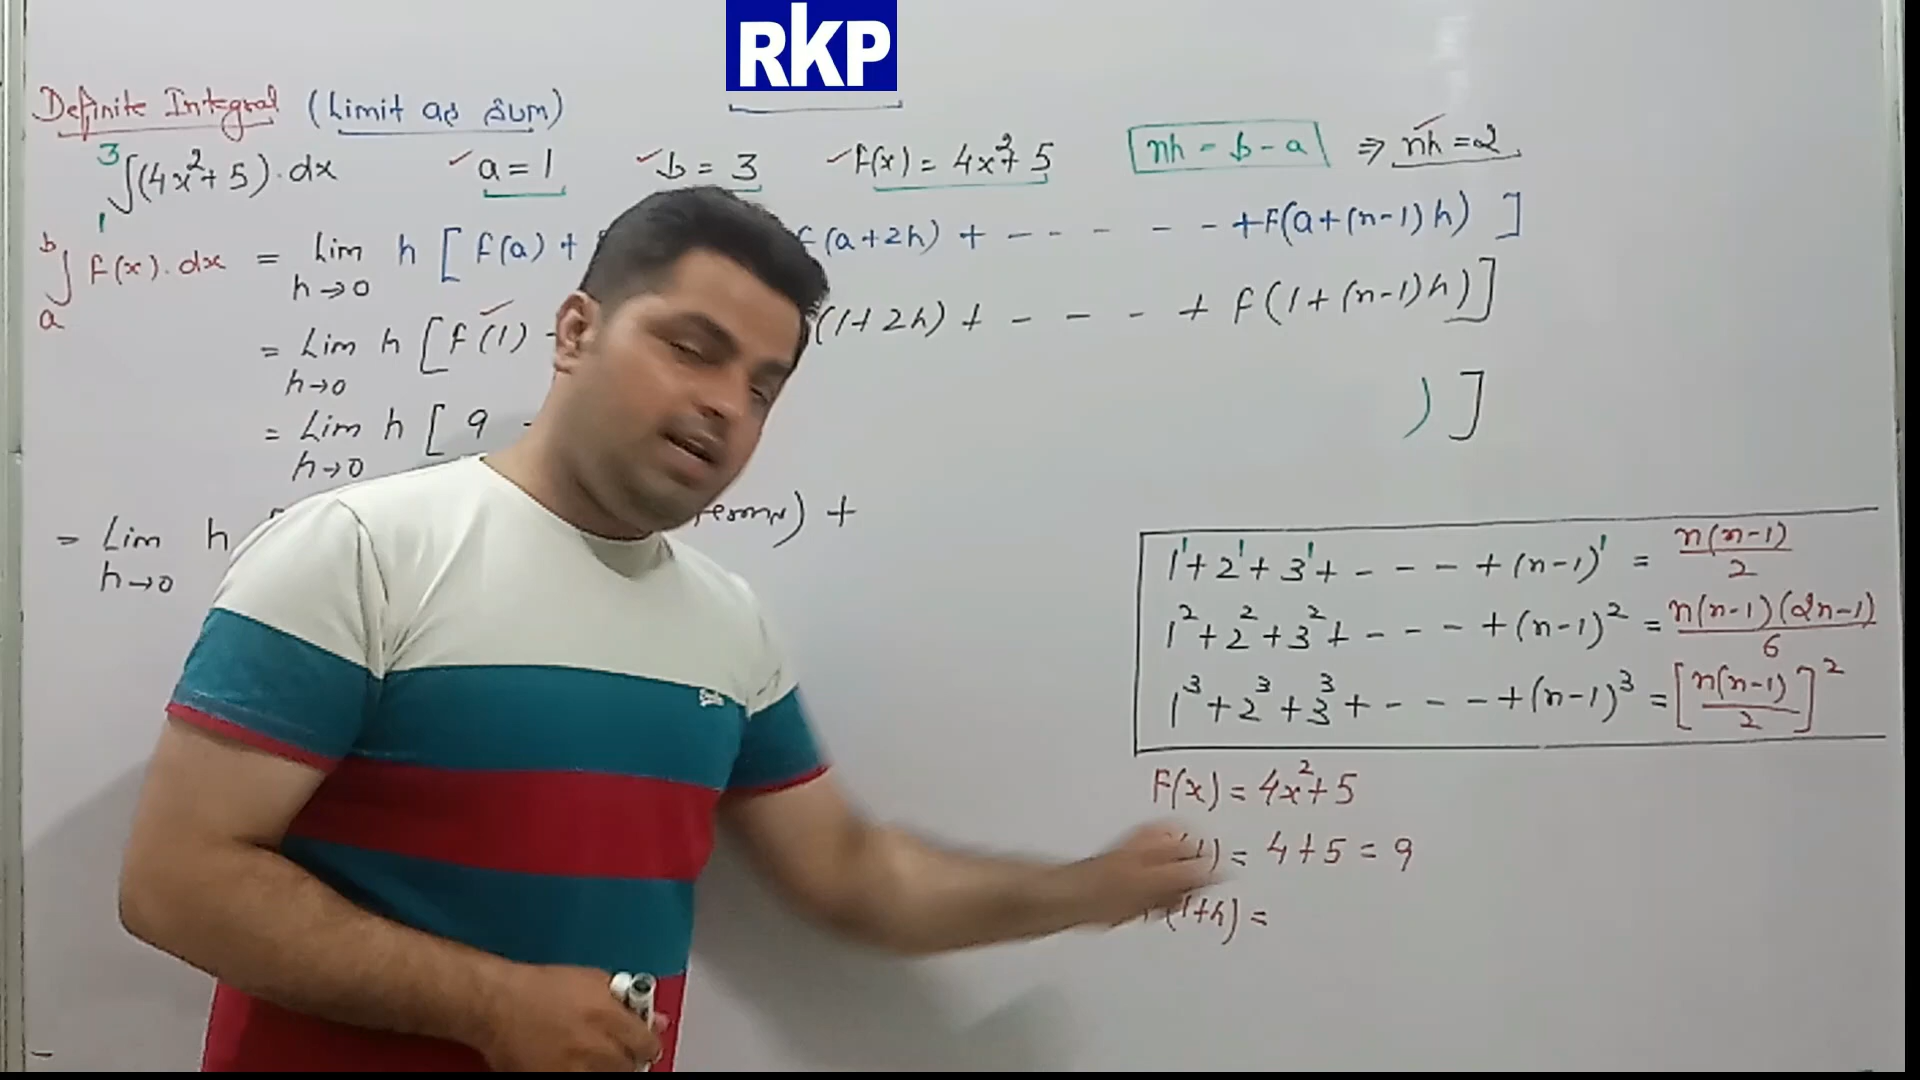 RKP
Definite Integral (Limit as sum)
3
∫(4x²+5).dx a = 1 b = 3 f(x) = 4x²+5 nh = b-a ⇒ nh = 2
1
b
∫ f(x).dx = Lim h [ f(a) + f(a+2h) + - - - - - +F(a+(n-1)h) ]
a h→0
= Lim h [ f(1) (1+2h) + - - - + f(1+(n-1)h)]
h→0
= Lim h [ 9 ) ]
h→0
= Lim h ) +
h→0
1¹+2¹+3¹+ - - - +(n-1)¹ = n(n-1)/2
1²+2²+3²+ - - - +(n-1)² = n(n-1)(2n-1)/6
1³+2³+3³+ - - - +(n-1)³ = [n(n-1)/2]²
F(x) = 4x²+5
(1) = 4+5 = 9
(1+h) =